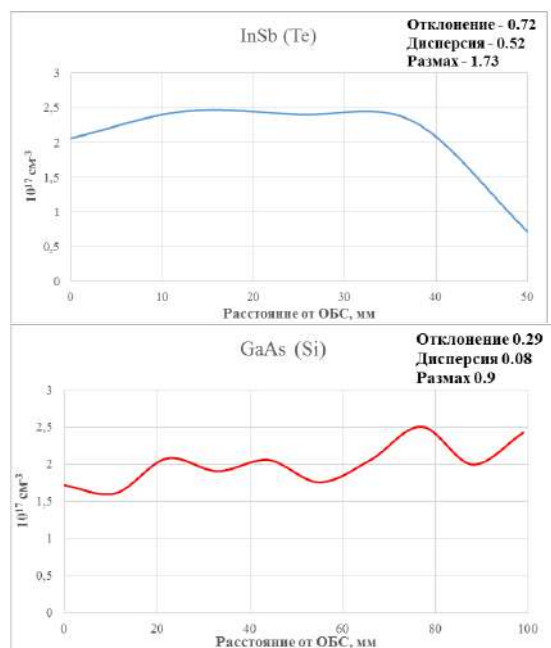 InSb (Te)
Отклонение - 0.72
Дисперсия - 0.52
Размах - 1.73
3
2,5
2
1,5
1
0,5
0
10¹⁷ см⁻³
0 10 20 30 40 50
Расстояние от ОБС, мм
GaAs (Si)
Отклонение 0.29
Дисперсия 0.08
Размах 0.9
3
2,5
2
1,5
1
0,5
0
10¹⁷ см⁻³
0 20 40 60 80 100
Расстояние от ОБС, мм